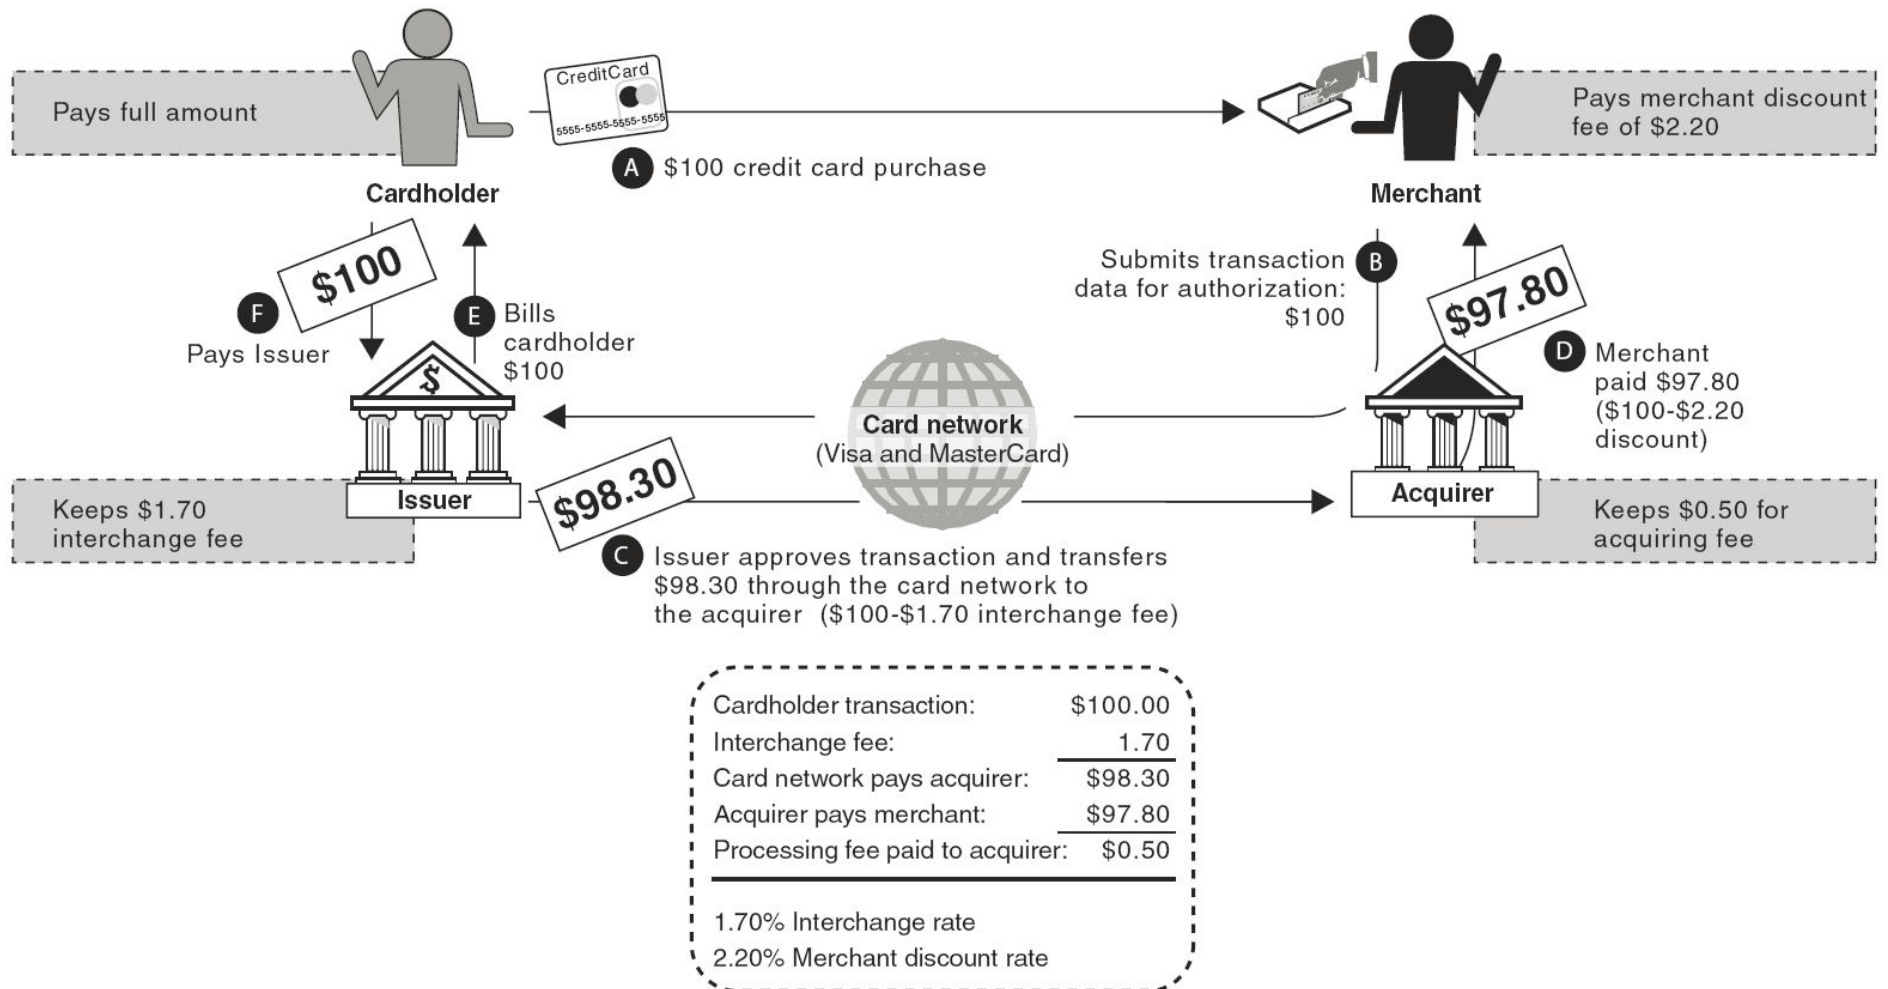 Pays full amount
CreditCard
5555-5555-5555-5555
A $100 credit card purchase
Pays merchant discount
fee of $2.20
Cardholder
Merchant
$100
F
Pays Issuer
E Bills
cardholder
$100
Submits transaction B
data for authorization:
$100
$97.80
D Merchant
paid $97.80
($100-$2.20
discount)
$
Card network
(Visa and MasterCard)
Issuer
Keeps $1.70
interchange fee
$98.30
Acquirer
Keeps $0.50 for
acquiring fee
C Issuer approves transaction and transfers
$98.30 through the card network to
the acquirer ($100-$1.70 interchange fee)
Cardholder transaction: $100.00
Interchange fee: 1.70
Card network pays acquirer: $98.30
Acquirer pays merchant: $97.80
Processing fee paid to acquirer: $0.50
1.70% Interchange rate
2.20% Merchant discount rate